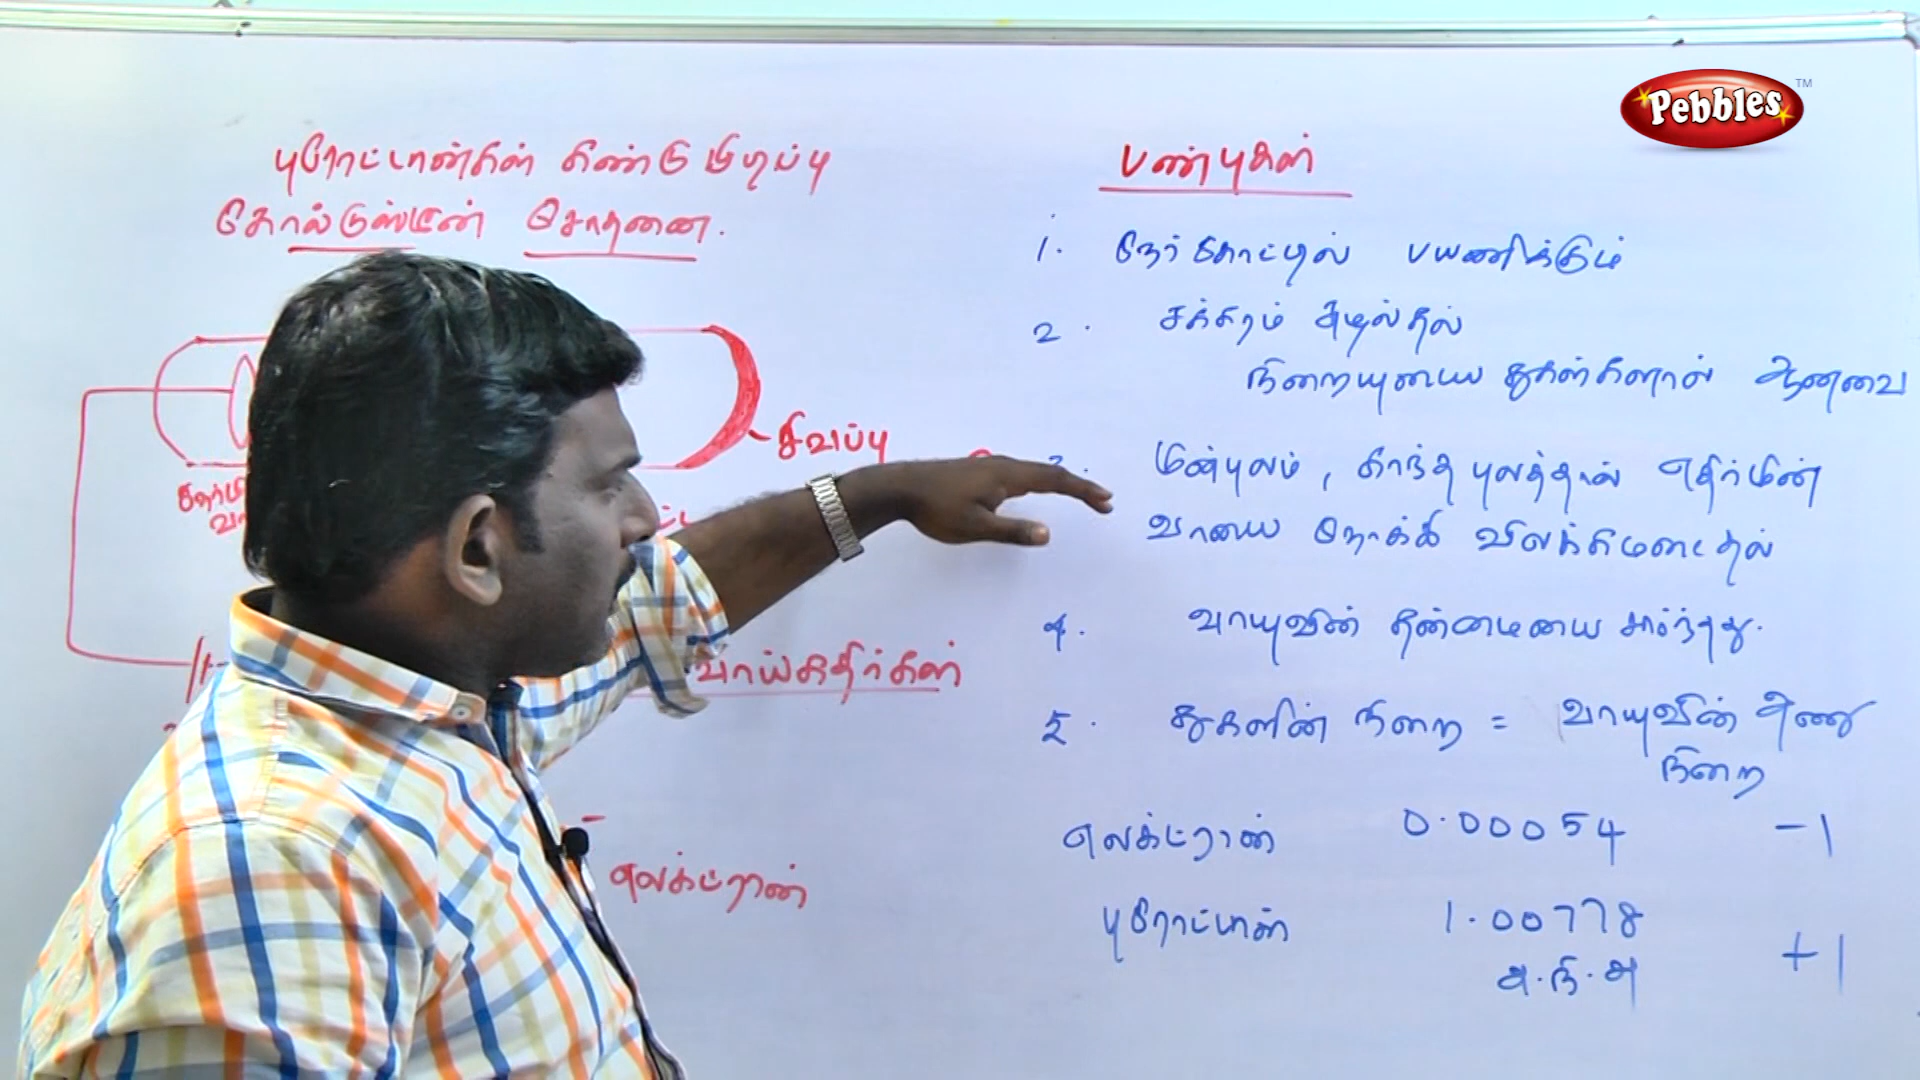 புரோட்டான்கள் கண்டுபிடிப்பு
கோல்டுஸ்டீன் சோதனை.
சிவப்பு
வாய்கதிர்கள்
எலக்ட்ரான்
Pebbles TM
பண்புகள்
1. நேர்கோட்டில் பயணிக்கும்
2. சக்கரம் சுழல்தல்
நிறையுடைய துகள்களால் ஆனவை
3. மின்புலம், காந்த புலத்தால் எதிர்மின்
வாயை நோக்கி விலக்கமடைதல்
4. வாயுவின் தன்மையை சார்ந்தது.
5. துகளின் நிறை = வாயுவின் அணு
நிறை
எலக்ட்ரான் 0.00054 -1
புரோட்டான் 1.00778 +1
அ.நி.அ